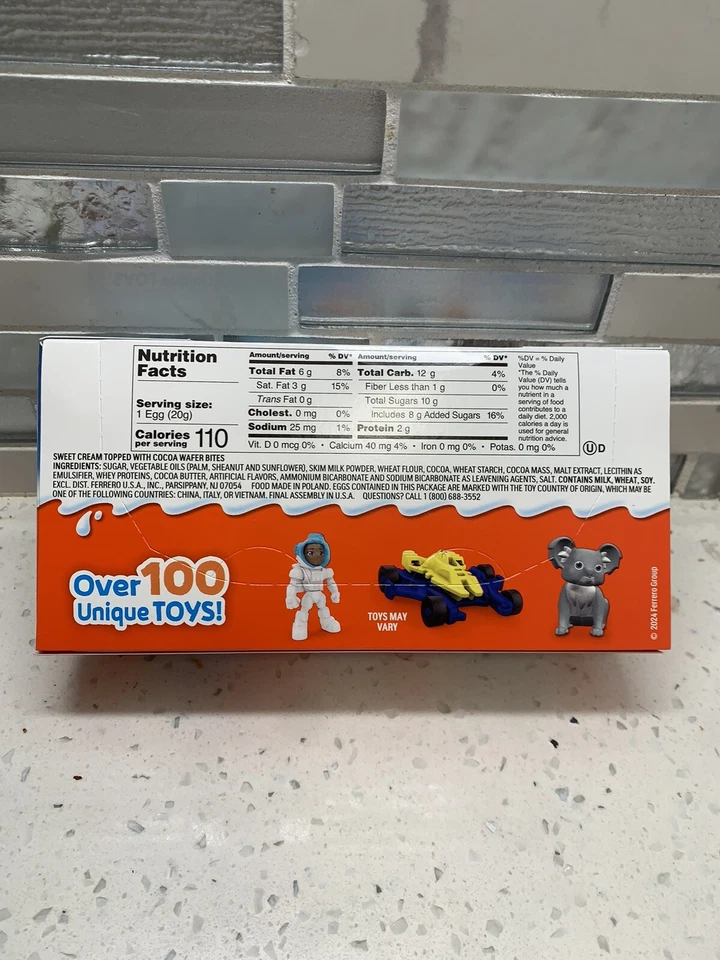 Nutrition
Facts
Serving size:
1 Egg (20g)
Calories 110
per serving
Amount/serving % DV*
Total Fat 6 g 8%
Sat. Fat 3 g 15%
Trans Fat 0 g
Cholest. 0 mg 0%
Sodium 25 mg 1%
Amount/serving % DV*
Total Carb. 12 g 4%
Fiber Less than 1 g 0%
Total Sugars 10 g
Includes 8 g Added Sugars 16%
Protein 2 g
Vit. D 0 mcg 0% • Calcium 40 mg 4% • Iron 0 mg 0% • Potas. 0 mg 0%
%DV = % Daily
Value
*The % Daily
Value (DV) tells
you how much a
nutrient in a
serving of food
contributes to a
daily diet. 2,000
calories a day is
used for general
nutrition advice.
U D
SWEET CREAM TOPPED WITH COCOA WAFER BITES
INGREDIENTS: SUGAR, VEGETABLE OILS (PALM, SHEANUT AND SUNFLOWER), SKIM MILK POWDER, WHEAT FLOUR, COCOA, WHEAT STARCH, COCOA MASS, MALT EXTRACT, LECITHIN AS
EMULSIFIER, WHEY PROTEINS, COCOA BUTTER, ARTIFICIAL FLAVORS, AMMONIUM BICARBONATE AND SODIUM BICARBONATE AS LEAVENING AGENTS, SALT. CONTAINS MILK, WHEAT, SOY.
EXCL. DIST. FERRERO U.S.A., INC., PARSIPPANY, NJ 07054 FOOD MADE IN POLAND. EGGS CONTAINED IN THIS PACKAGE ARE MARKED WITH THE TOY COUNTRY OF ORIGIN, WHICH MAY BE
ONE OF THE FOLLOWING COUNTRIES: CHINA, ITALY, OR VIETNAM. FINAL ASSEMBLY IN U.S.A. QUESTIONS? CALL 1 (800) 688-3552
Over 100
Unique TOYS!
TOYS MAY
VARY
© 2024 Ferrero Group